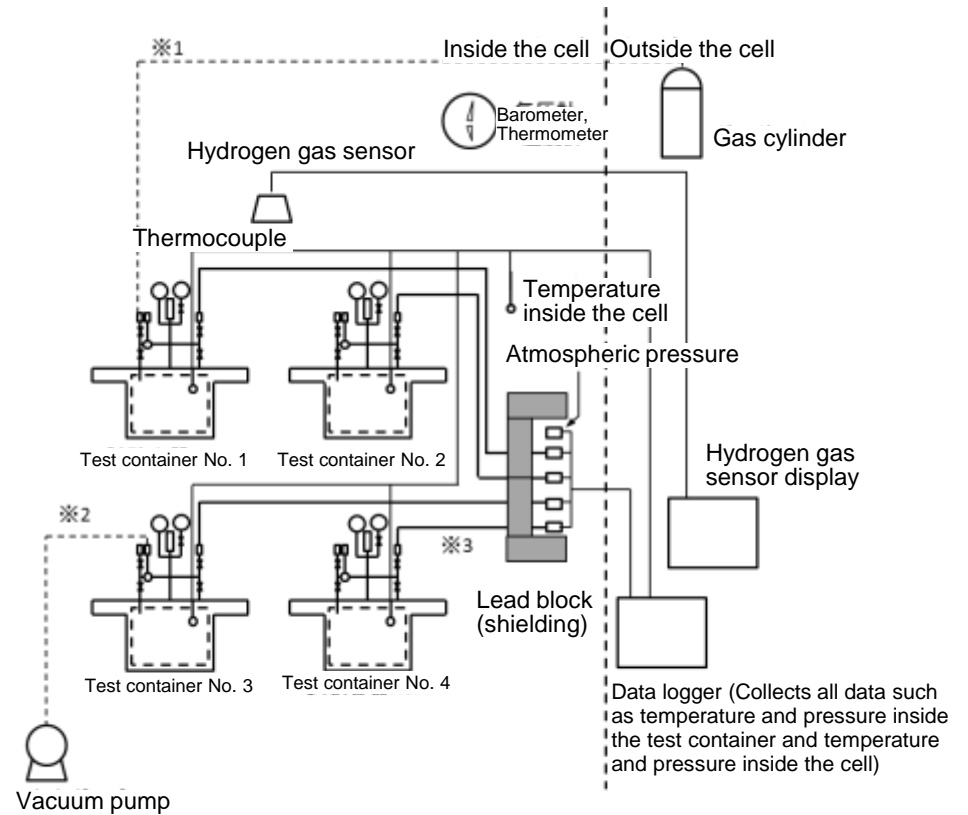 ※1
Inside the cell
Outside the cell
Barometer,
Thermometer
Gas cylinder
Hydrogen gas sensor
Thermocouple
Temperature
inside the cell
Atmospheric pressure
Test container No. 1
Test container No. 2
Hydrogen gas
sensor display
※2
※3
Lead block
(shielding)
Test container No. 3
Test container No. 4
Data logger (Collects all data such
as temperature and pressure inside
the test container and temperature
and pressure inside the cell)
Vacuum pump